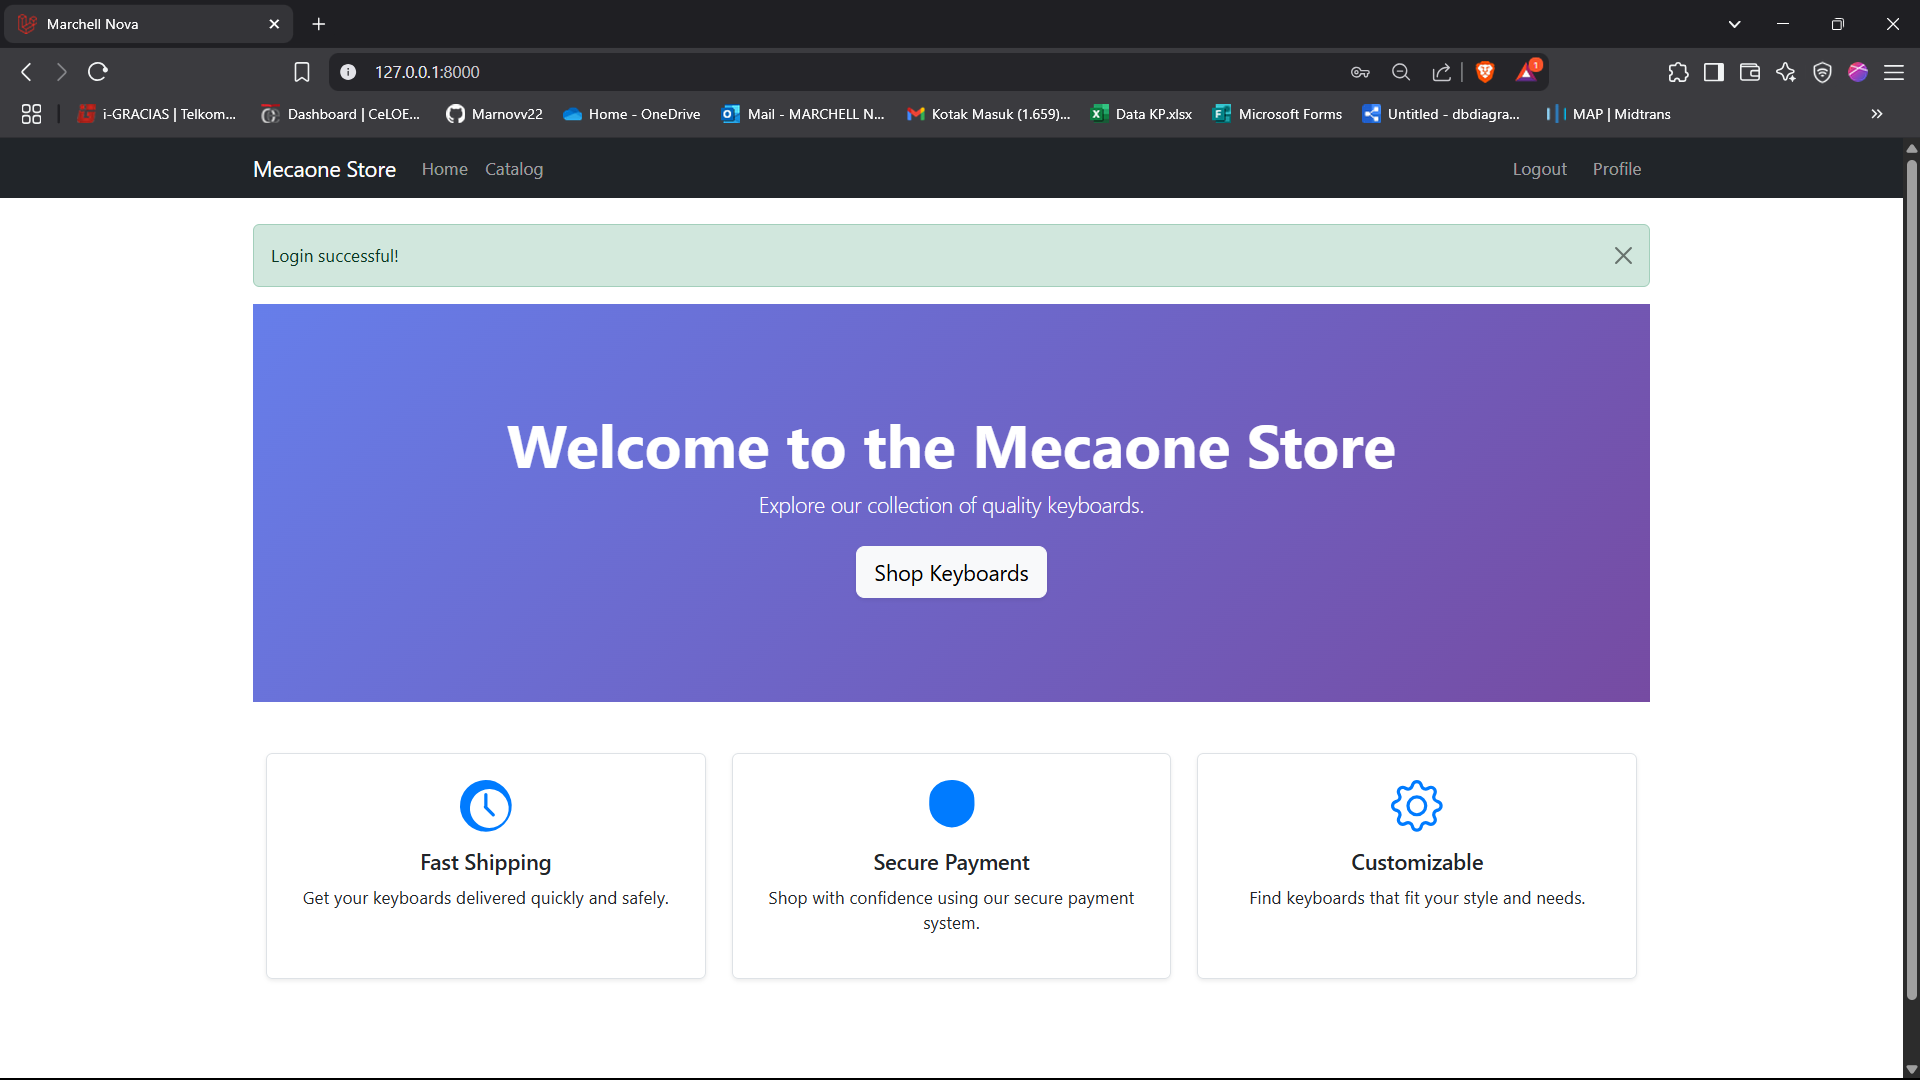 Marchell Nova
127.0.0.1:8000
1
i-GRACIAS | Telkom...
Dashboard | CeLOE...
Marnovv22
Home - OneDrive
Mail - MARCHELL N...
Kotak Masuk (1.659)...
Data KP.xlsx
Microsoft Forms
Untitled - dbdiagra...
MAP | Midtrans
Mecaone Store
Home
Catalog
Logout
Profile
Login successful!
Welcome to the Mecaone Store
Explore our collection of quality keyboards.
Shop Keyboards
Fast Shipping
Get your keyboards delivered quickly and safely.
Secure Payment
Shop with confidence using our secure payment
system.
Customizable
Find keyboards that fit your style and needs.